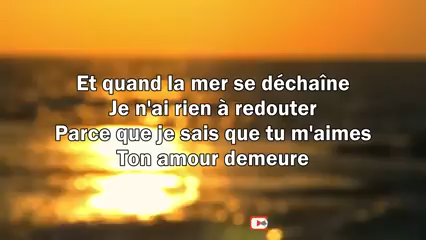 Et quand la mer se déchaîne
Je n'ai rien à redouter
Parce que je sais que tu m'aimes
Ton amour demeure